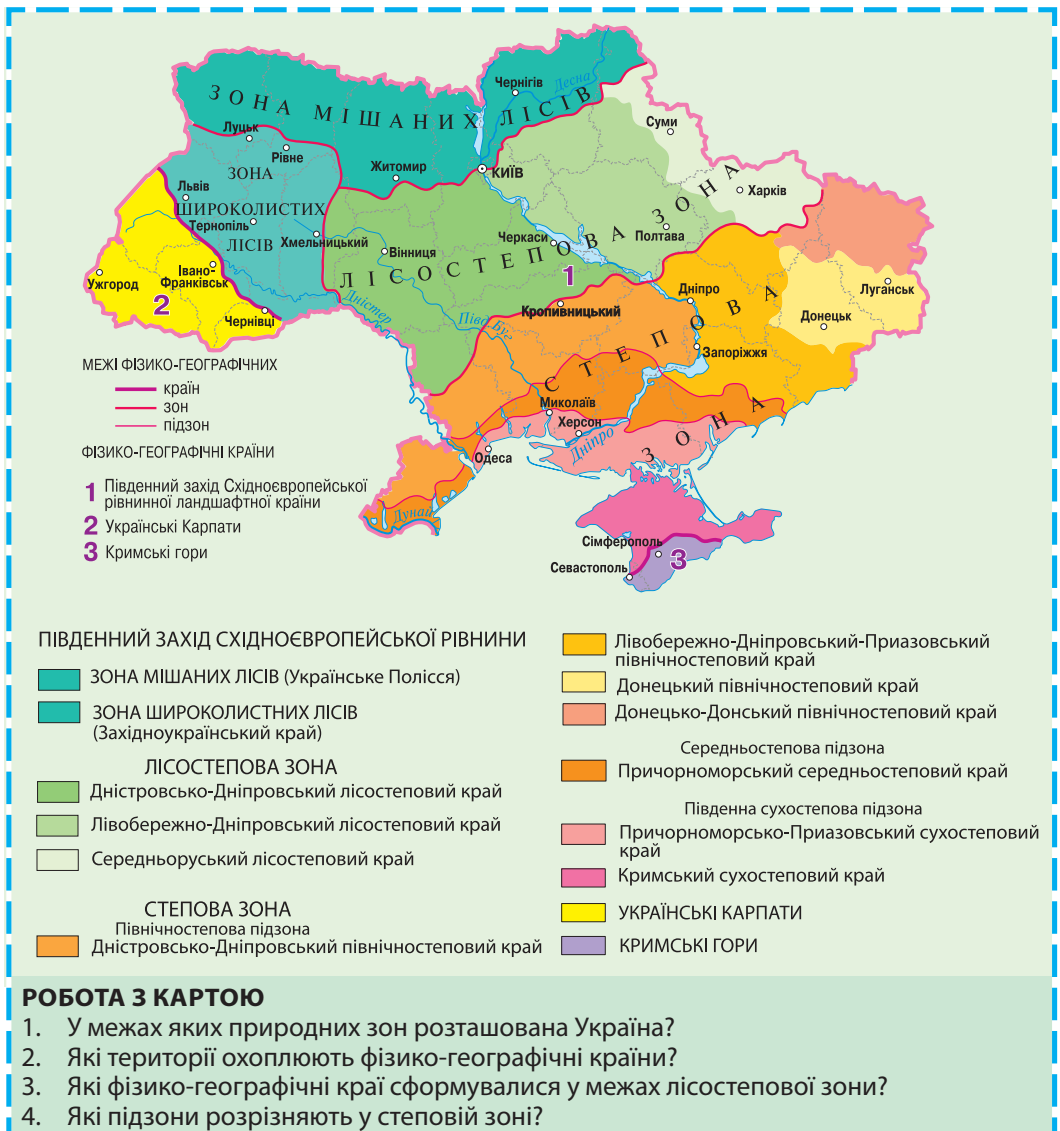 ЗОНА МІШАНИХ ЛІСІВ
Чернігів
Десна
Суми
Луцьк
Рівне
ЗОНА
Житомир
КИЇВ
Харків
Львів
ШИРОКОЛИСТИХ
Тернопіль
ЛІСІВ
Хмельницький
Вінниця
Черкаси
Полтава
ЛІСОСТЕПОВА ЗОНА
1
Ужгород
Івано-
Франківськ
2
Чернівці
Дністер
Півд. Бу
Кропивницький
Дніпро
Луганськ
Донецьк
Запоріжжя
СТЕПОВА
ЗОНА
Миколаїв
Херсон
Дніпро
Одеса
Дунай
Сімферополь
Севастополь
3
МЕЖІ ФІЗИКО-ГЕОГРАФІЧНИХ
країн
зон
підзон
ФІЗИКО-ГЕОГРАФІЧНІ КРАЇНИ
1 Південний захід Східноєвропейської
рівнинної ландшафтної країни
2 Українські Карпати
3 Кримські гори
ПІВДЕННИЙ ЗАХІД СХІДНОЄВРОПЕЙСЬКОЇ РІВНИНИ
ЗОНА МІШАНИХ ЛІСІВ (Українське Полісся)
ЗОНА ШИРОКОЛИСТНИХ ЛІСІВ
(Західноукраїнський край)
ЛІСОСТЕПОВА ЗОНА
Дністровсько-Дніпровський лісостеповий край
Лівобережно-Дніпровський лісостеповий край
Середньоруський лісостеповий край
СТЕПОВА ЗОНА
Північностепова підзона
Дністровсько-Дніпровський північностеповий край
Лівобережно-Дніпровський-Приазовський
північностеповий край
Донецький північностеповий край
Донецько-Донський північностеповий край
Середньостепова підзона
Причорноморський середньостеповий край
Південна сухостепова підзона
Причорноморсько-Приазовський сухостеповий
край
Кримський сухостеповий край
УКРАЇНСЬКІ КАРПАТИ
КРИМСЬКІ ГОРИ
РОБОТА З КАРТОЮ
1. У межах яких природних зон розташована Україна?
2. Які території охоплюють фізико-географічні країни?
3. Які фізико-географічні краї сформувалися у межах лісостепової зони?
4. Які підзони розрізняють у степовій зоні?